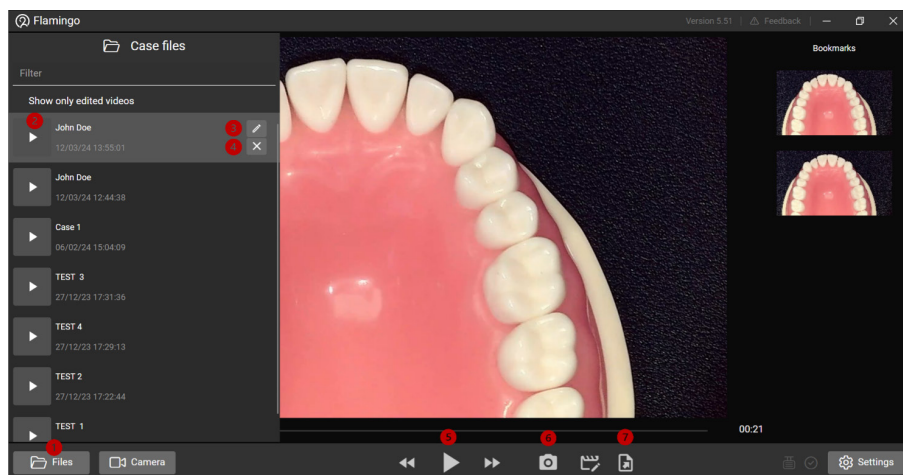 Flamingo
Version 5.51
Feedback
Case files
Bookmarks
Filter
Show only edited videos
2
John Doe
3
12/03/24 13:55:01
4
John Doe
12/03/24 12:44:38
Case 1
06/02/24 15:04:09
TEST 3
27/12/23 17:31:36
TEST 4
27/12/23 17:29:13
TEST 2
27/12/23 17:22:44
TEST 1
00:21
1
5
6
7
Files
Camera
Settings